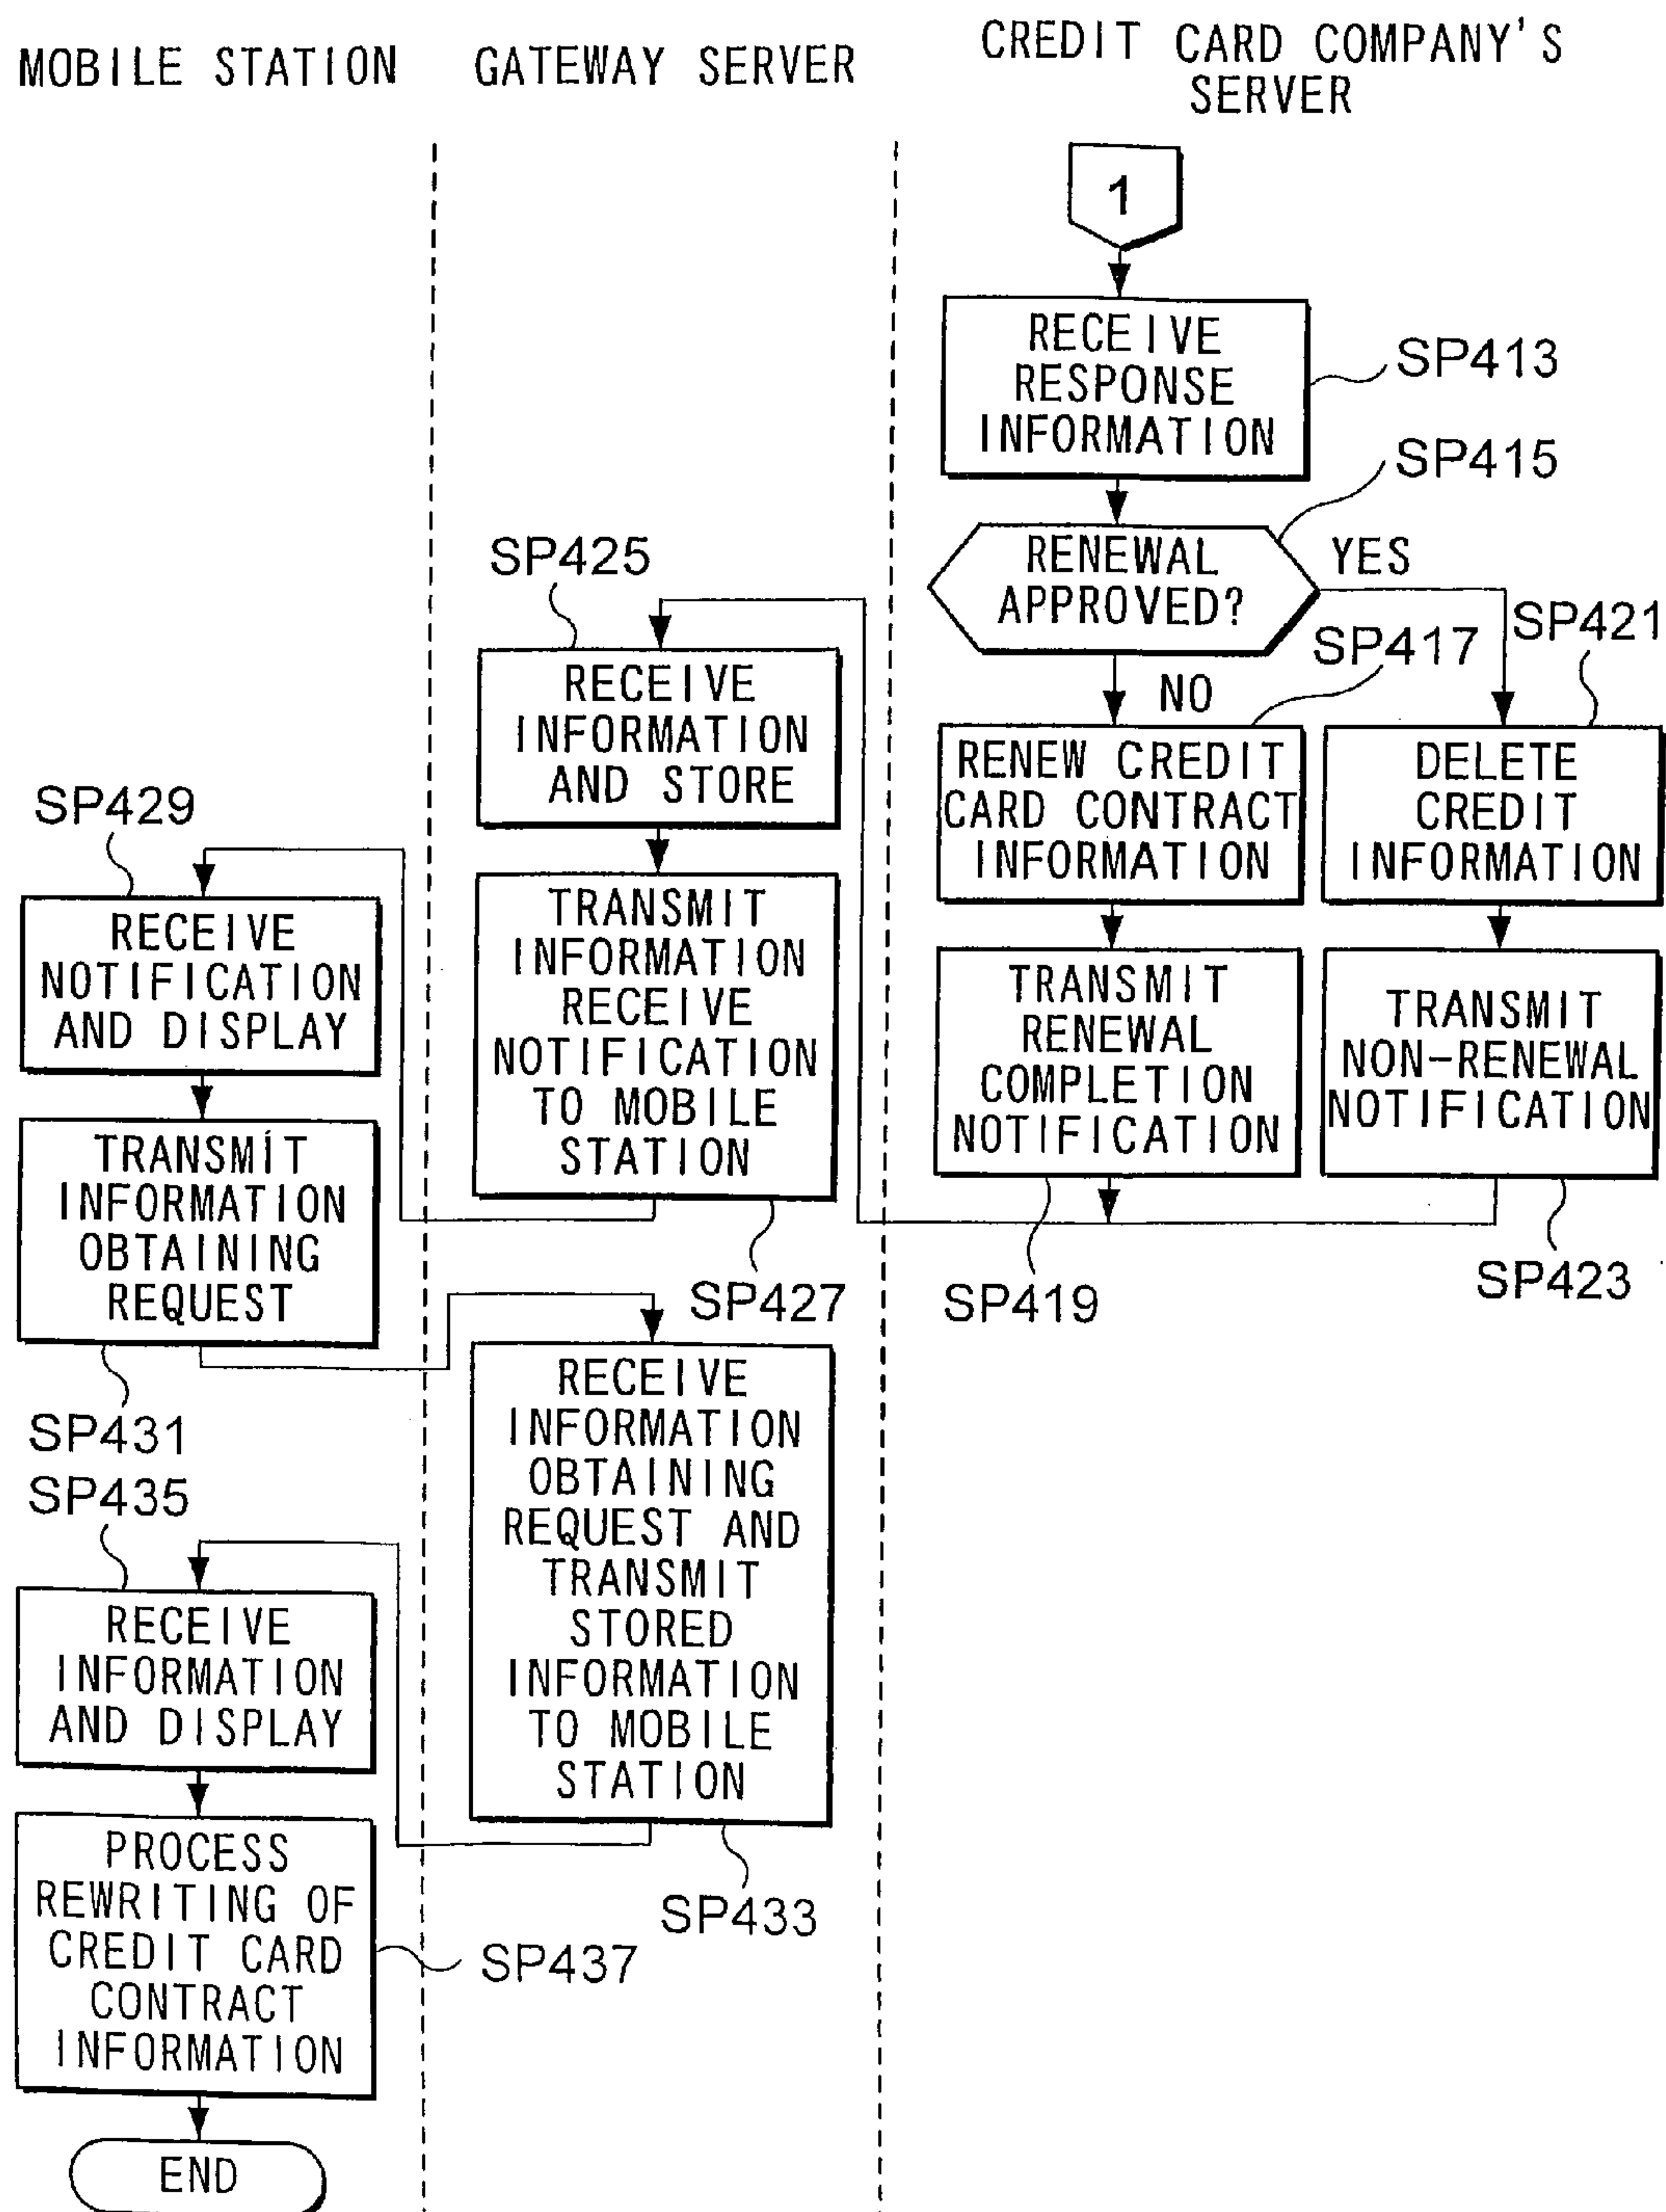 MOBILE STATION
GATEWAY SERVER
CREDIT CARD COMPANY'S
SERVER
1
RECEIVE
RESPONSE
INFORMATION
SP413
SP415
RENEWAL
APPROVED?
YES
NO
SP417
SP421
RENEW CREDIT
CARD CONTRACT
INFORMATION
DELETE
CREDIT
INFORMATION
TRANSMIT
RENEWAL
COMPLETION
NOTIFICATION
TRANSMIT
NON-RENEWAL
NOTIFICATION
SP419
SP423
SP425
RECEIVE
INFORMATION
AND STORE
TRANSMIT
INFORMATION
RECEIVE
NOTIFICATION
TO MOBILE
STATION
SP427
SP429
RECEIVE
NOTIFICATION
AND DISPLAY
TRANSMIT
INFORMATION
OBTAINING
REQUEST
SP431
RECEIVE
INFORMATION
OBTAINING
REQUEST AND
TRANSMIT
STORED
INFORMATION
TO MOBILE
STATION
SP433
SP435
RECEIVE
INFORMATION
AND DISPLAY
PROCESS
REWRITING OF
CREDIT CARD
CONTRACT
INFORMATION
SP437
END